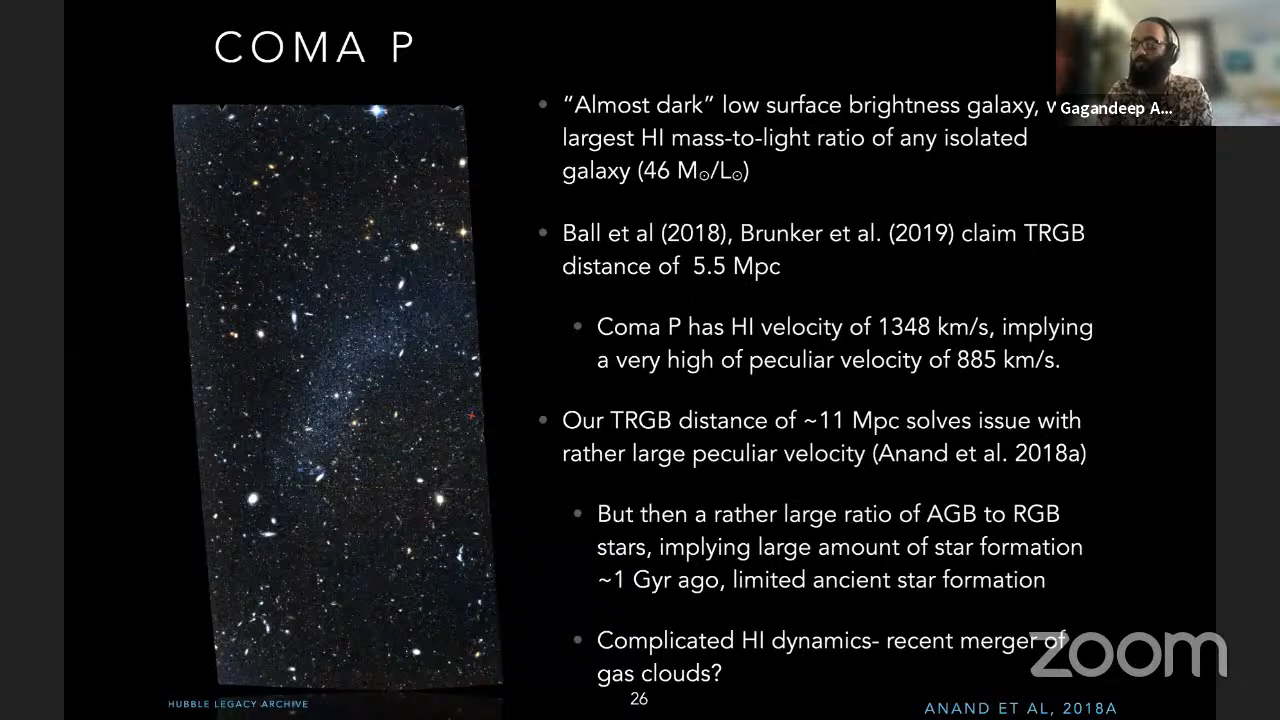 COMA P
“Almost dark” low surface brightness galaxy,
largest HI mass-to-light ratio of any isolated
galaxy (46 M☉/L☉)
Ball et al (2018), Brunker et al. (2019) claim TRGB
distance of 5.5 Mpc
Coma P has HI velocity of 1348 km/s, implying
a very high of peculiar velocity of 885 km/s.
Our TRGB distance of ~11 Mpc solves issue with
rather large peculiar velocity (Anand et al. 2018a)
But then a rather large ratio of AGB to RGB
stars, implying large amount of star formation
~1 Gyr ago, limited ancient star formation
Complicated HI dynamics- recent merger of
gas clouds?
HUBBLE LEGACY ARCHIVE
26
ANAND ET AL, 2018A
Gagandeep A...
zoom